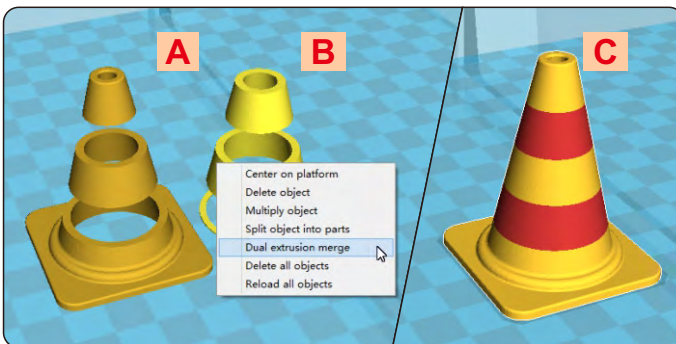 A
B
C
Center on platform
Delete object
Multiply object
Split object into parts
Dual extrusion merge
Delete all objects
Reload all objects